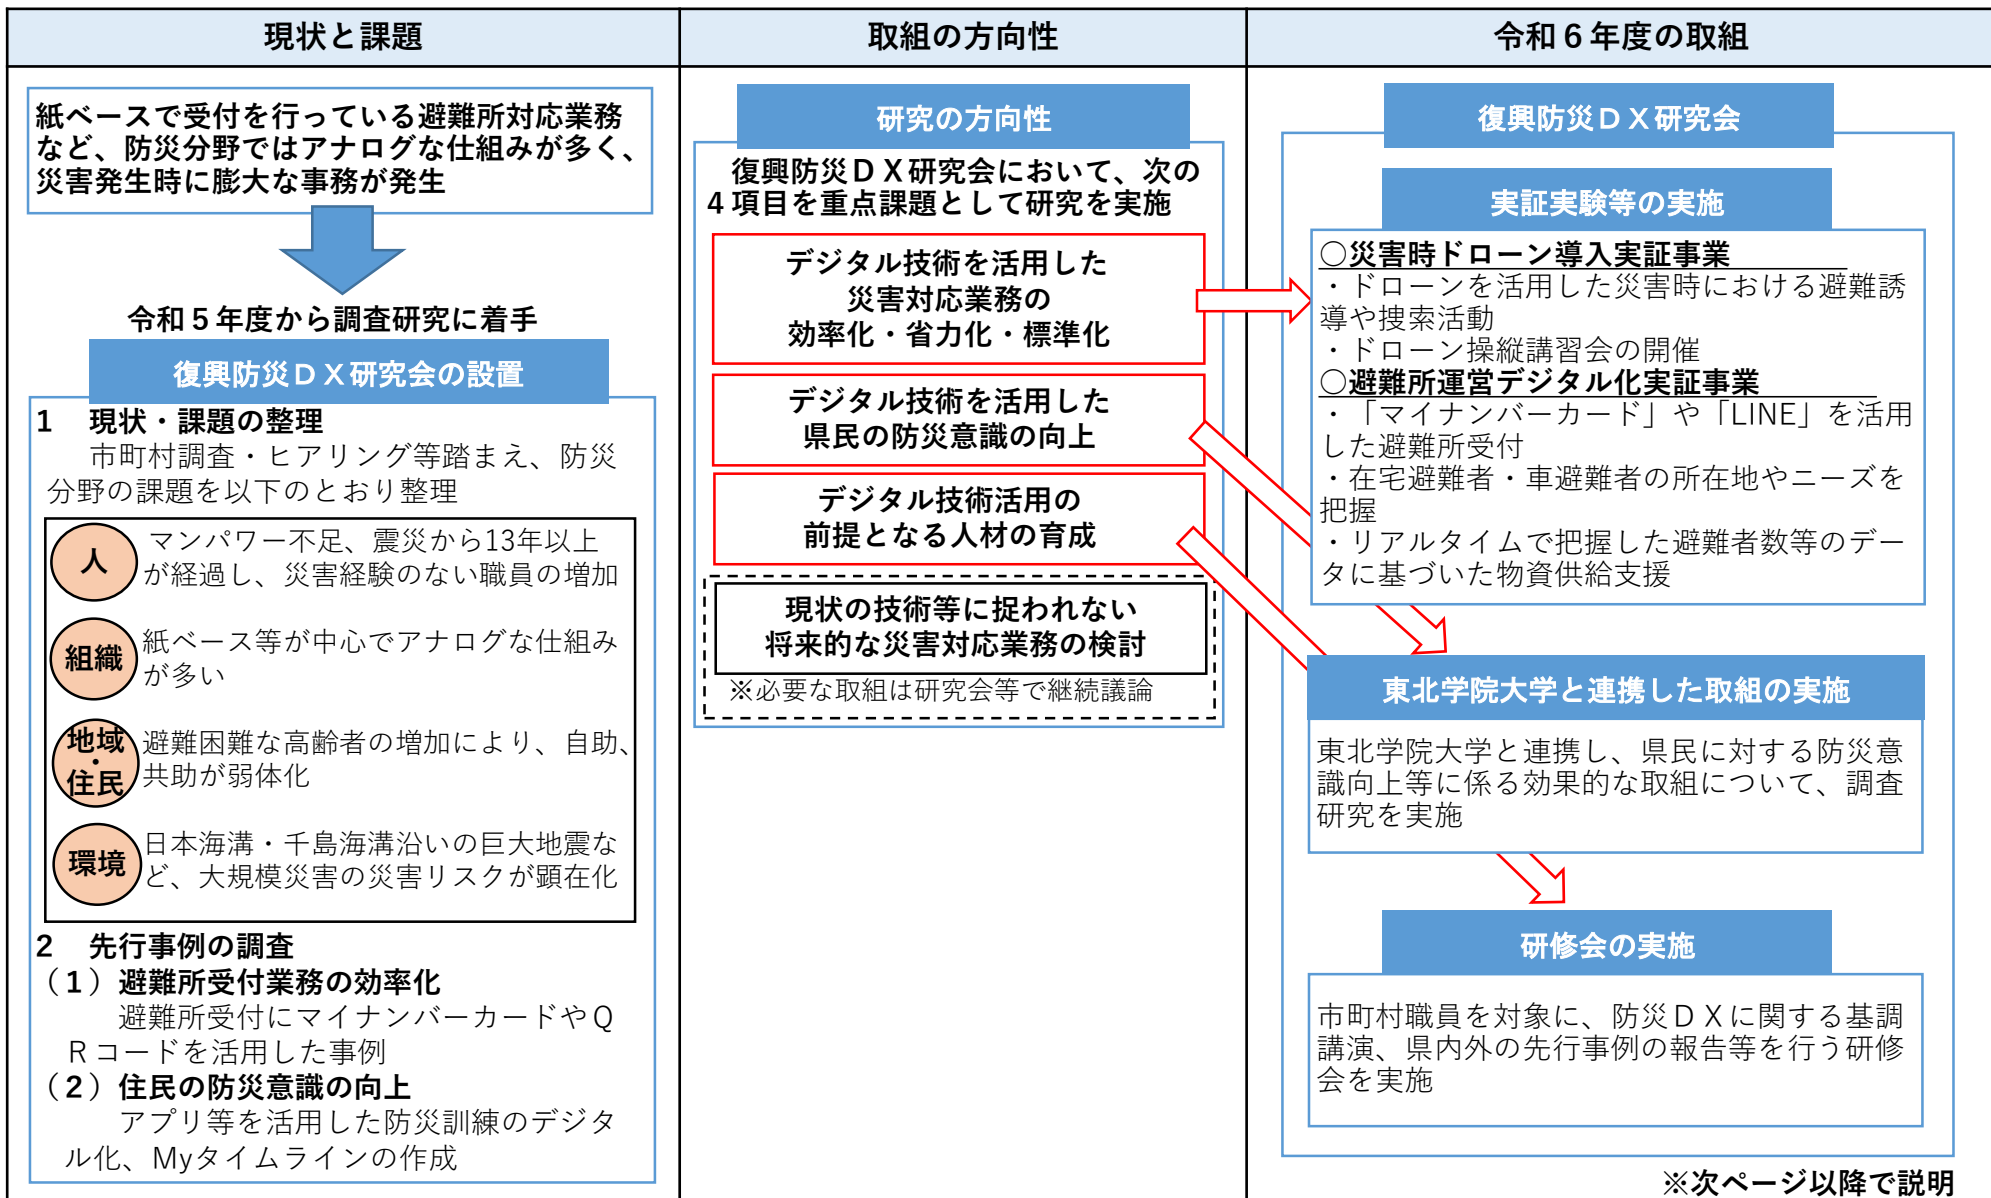 現状と課題
紙ベースで受付を行っている避難所対応業務
など、防災分野ではアナログな仕組みが多く、
災害発生時に膨大な事務が発生
令和５年度から調査研究に着手
復興防災ＤＸ研究会の設置
1　現状・課題の整理
市町村調査・ヒアリング等踏まえ、防災
分野の課題を以下のとおり整理
人
マンパワー不足、震災から13年以上
が経過し、災害経験のない職員の増加
組織
紙ベース等が中心でアナログな仕組み
が多い
地域
・
住民
避難困難な高齢者の増加により、自助、
共助が弱体化
環境
日本海溝・千島海溝沿いの巨大地震な
ど、大規模災害の災害リスクが顕在化
2　先行事例の調査
（1）避難所受付業務の効率化
避難所受付にマイナンバーカードやＱ
Ｒコードを活用した事例
（2）住民の防災意識の向上
アプリ等を活用した防災訓練のデジタ
ル化、Myタイムラインの作成
取組の方向性
研究の方向性
復興防災ＤＸ研究会において、次の
４項目を重点課題として研究を実施
デジタル技術を活用した
災害対応業務の
効率化・省力化・標準化
デジタル技術を活用した
県民の防災意識の向上
デジタル技術活用の
前提となる人材の育成
現状の技術等に捉われない
将来的な災害対応業務の検討
※必要な取組は研究会等で継続議論
令和６年度の取組
復興防災ＤＸ研究会
実証実験等の実施
○災害時ドローン導入実証事業
・ドローンを活用した災害時における避難誘
導や捜索活動
・ドローン操縦講習会の開催
○避難所運営デジタル化実証事業
・「マイナンバーカード」や「LINE」を活用
した避難所受付
・在宅避難者・車避難者の所在地やニーズを
把握
・リアルタイムで把握した避難者数等のデー
タに基づいた物資供給支援
東北学院大学と連携した取組の実施
東北学院大学と連携し、県民に対する防災意
識向上等に係る効果的な取組について、調査
研究を実施
研修会の実施
市町村職員を対象に、防災ＤＸに関する基調
講演、県内外の先行事例の報告等を行う研修
会を実施
※次ページ以降で説明